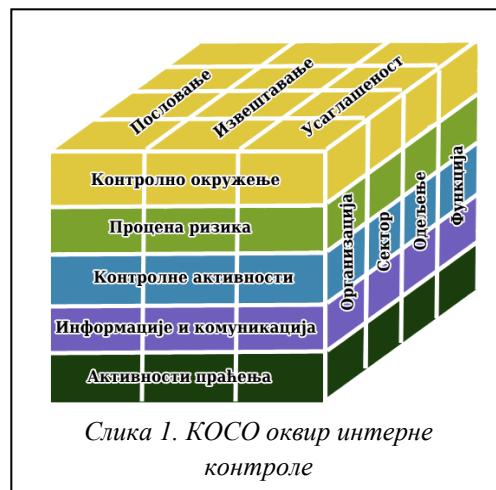 Пословање
Извештавање
Усаглашеност
Контролно окружење
Процена ризика
Контролне активности
Информације и комуникација
Активности праћења
Организација
Сектор
Одељење
Функција
Слика 1. КОСО оквир интерне
контроле